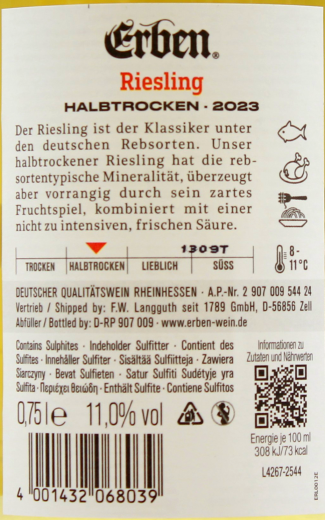 Erben®
Riesling
HALBTROCKEN · 2023
Der Riesling ist der Klassiker unter
den deutschen Rebsorten. Unser
halbtrockener Riesling hat die reb-
sortentypische Mineralität, überzeugt
aber vorrangig durch sein zartes
Fruchtspiel, kombiniert mit einer
nicht zu intensiven, frischen Säure.
1309T
TROCKEN HALBTROCKEN LIEBLICH SÜSS
8 -
11°C
DEUTSCHER QUALITÄTSWEIN RHEINHESSEN · A.P.-Nr. 2 907 009 544 24
Vertrieb / Shipped by: F.W. Langguth seit 1789 GmbH, D-56856 Zell
Abfüller / Bottled by: D-RP 907 009 · www.erben-wein.de
Contains Sulphites · Indeholder Sulfitter · Contient des
Sulfites · Innehåller Sulfiter · Sisältää Sulfiitteja · Zawiera
Siarczyny · Bevat Sulfieten · Satur Sulfīti Sudėtyje yra
Sulfita · Περιέχει Θειώδη · Enthält Sulfite · Contiene Sulfitos
Informationen zu
Zutaten und Nährwerten
0,75 l e 11,0% vol
Energie je 100 ml
308 kJ/73 kcal
L4267-2544
4 001432 068039
ERL0012E